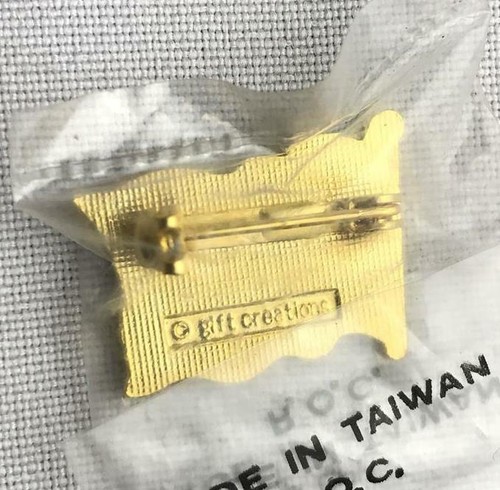 © gift creations
DE IN TAIWAN
O.C.
R.O.C.